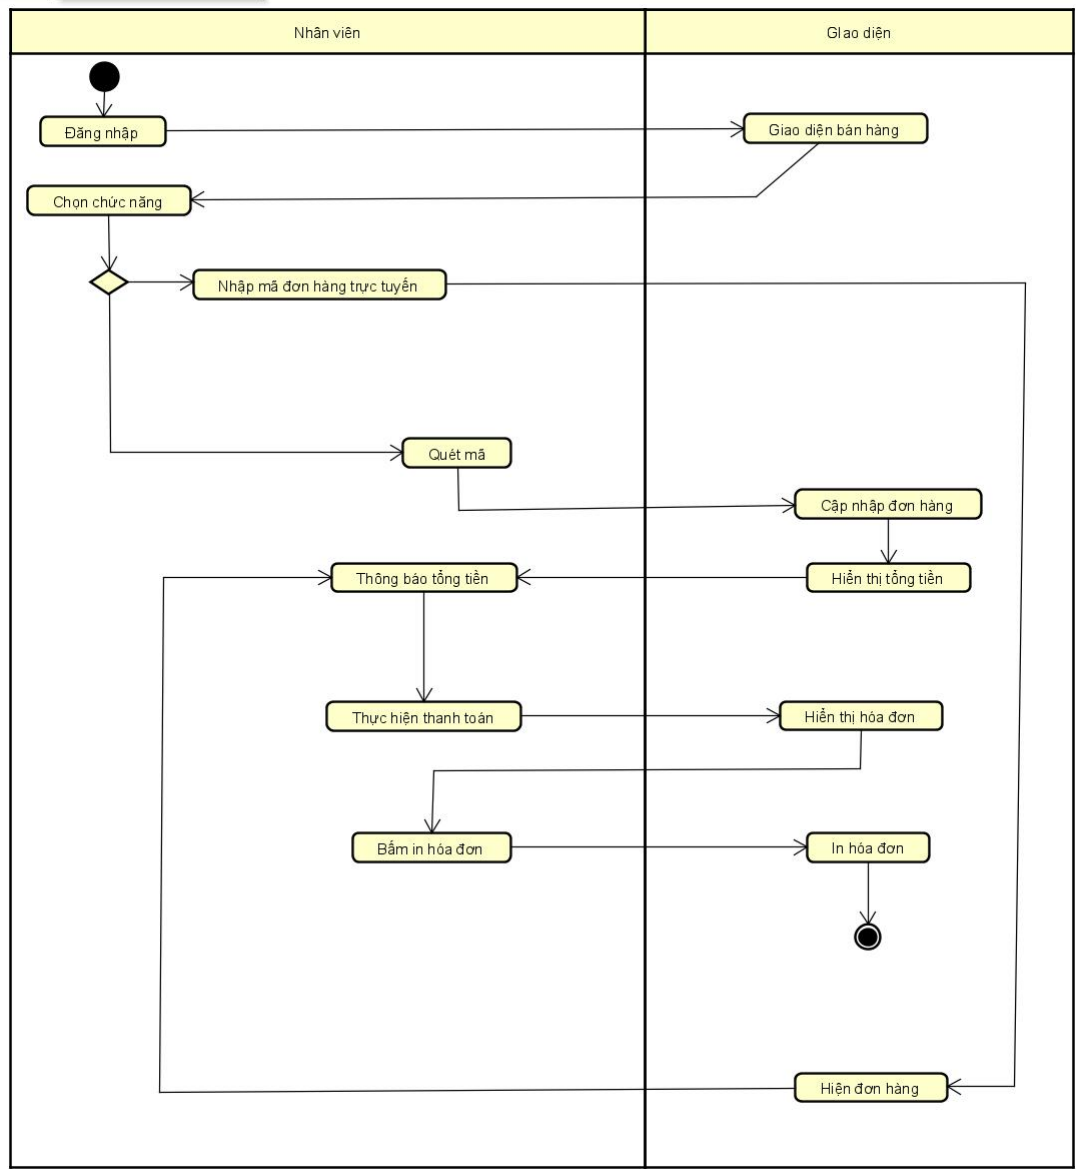 Nhân viên
GIao diện
Đăng nhập
Giao diện bán hàng
Chọn chức năng
Nhập mã đơn hàng trực tuyến
Quét mã
Cập nhập đơn hàng
Thông báo tổng tiền
Hiển thị tổng tiền
Thực hiện thanh toán
Hiển thị hóa đơn
Bấm in hóa đơn
In hóa đơn
Hiện đơn hàng